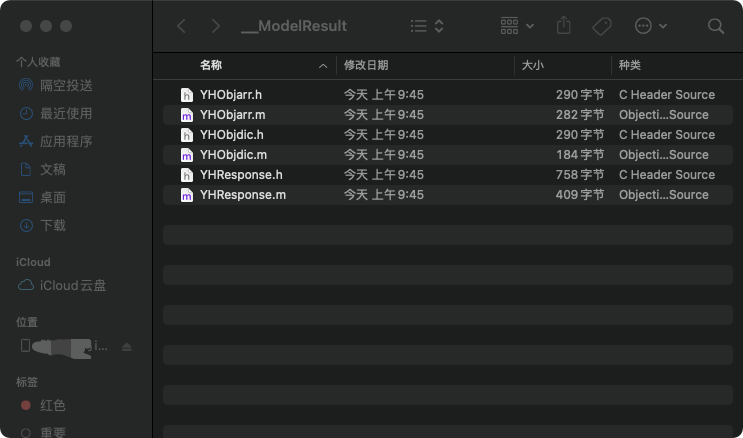 __ModelResult
个人收藏
隔空投送
最近使用
应用程序
文稿
桌面
下载
iCloud
iCloud云盘
位置
i...
标签
红色
重要
名称 修改日期 大小 种类
YHObjarr.h 今天 上午9:45 290 字节 C Header Source
YHObjarr.m 今天 上午9:45 282 字节 Objecti...Source
YHObjdic.h 今天 上午9:45 290 字节 C Header Source
YHObjdic.m 今天 上午9:45 184 字节 Objecti...Source
YHResponse.h 今天 上午9:45 758 字节 C Header Source
YHResponse.m 今天 上午9:45 409 字节 Objecti...Source